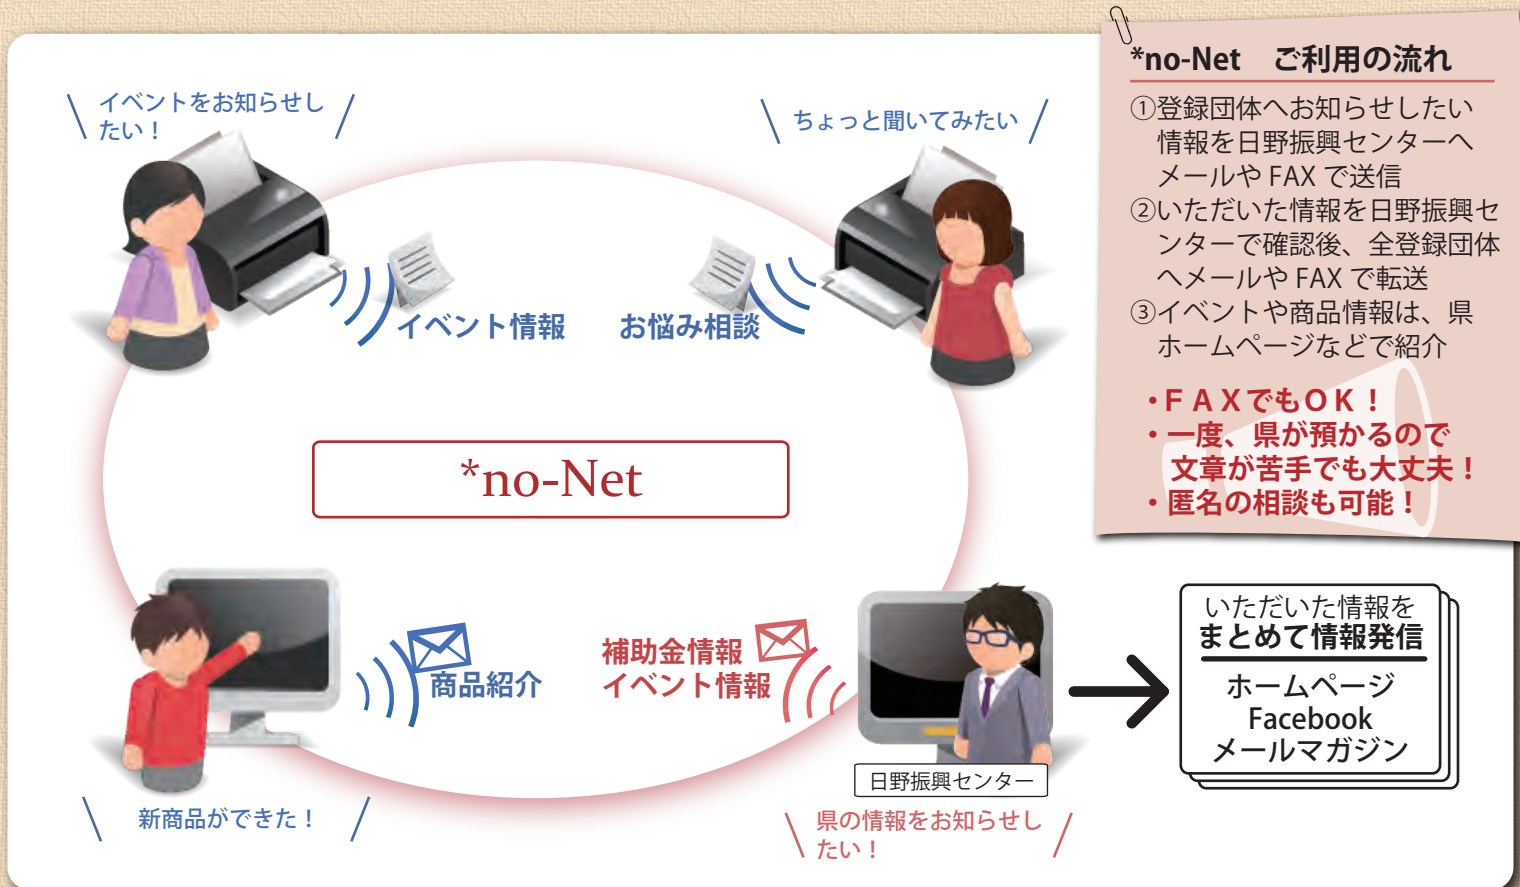 イベントをお知らせし
たい！
ちょっと聞いてみたい
イベント情報
お悩み相談
*no-Net
商品紹介
補助金情報
イベント情報
日野振興センター
新商品ができた！
県の情報をお知らせし
たい！
*no-Net　ご利用の流れ
①登録団体へお知らせしたい
情報を日野振興センターへ
メールや FAX で送信
②いただいた情報を日野振興セ
ンターで確認後、全登録団体
へメールや FAX で転送
③イベントや商品情報は、県
ホームページなどで紹介
・ＦＡＸでもＯＫ！
・一度、県が預かるので
文章が苦手でも大丈夫！
・匿名の相談も可能！
いただいた情報を
まとめて情報発信
ホームページ
Facebook
メールマガジン